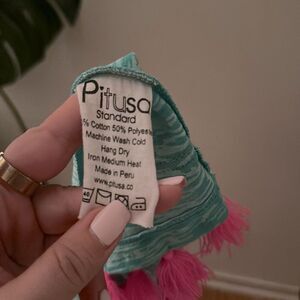 Pitusa
Standard
% Cotton 50% Polyes
Machine Wash Cold
Hang Dry
Iron Medium Heat
Made in Peru
www.pitusa.co